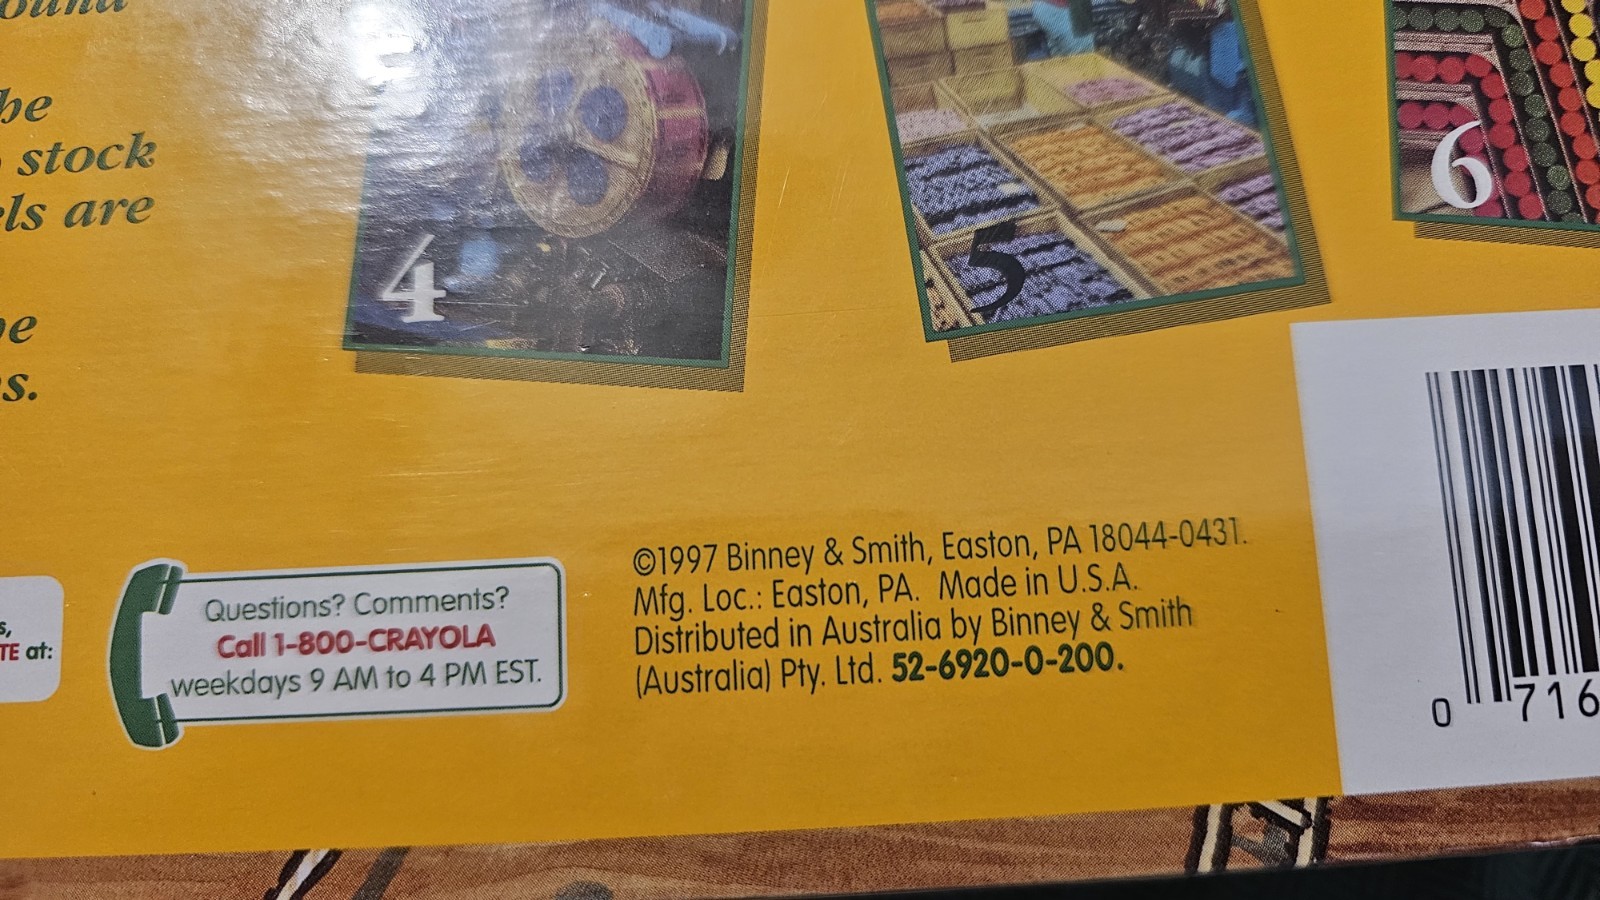 he
stock
els are
s.
4
5
6
TE at:
Questions? Comments?
Call 1-800-CRAYOLA
weekdays 9 AM to 4 PM EST.
©1997 Binney & Smith, Easton, PA 18044-0431.
Mfg. Loc.: Easton, PA. Made in U.S.A.
Distributed in Australia by Binney & Smith
(Australia) Pty. Ltd. 52-6920-0-200.
0 716